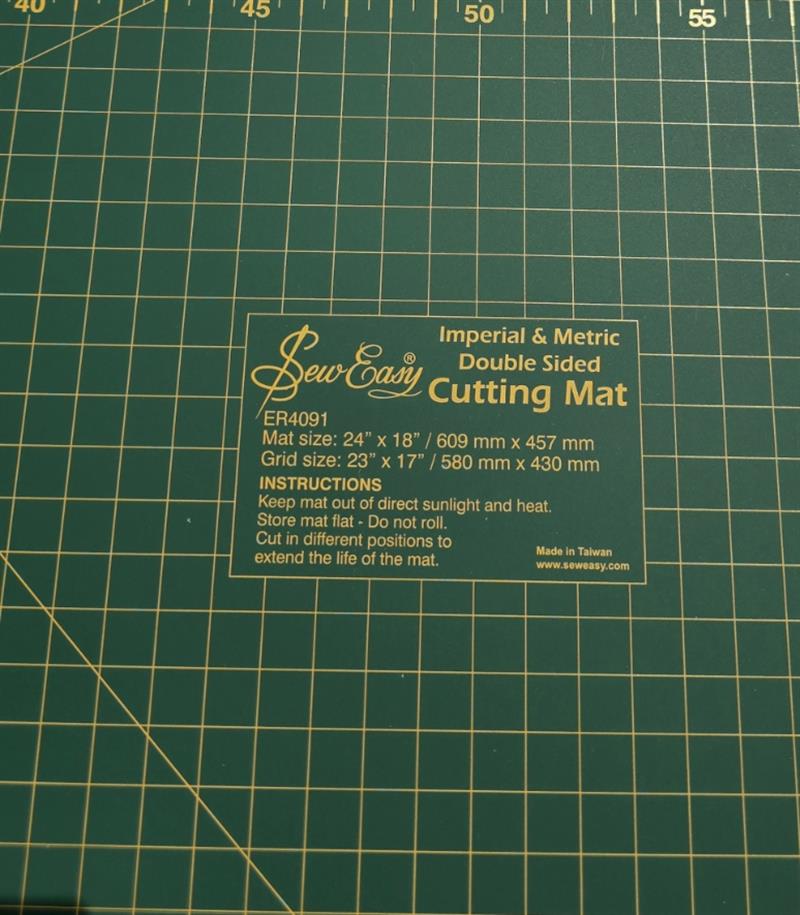 40 45 50 55
Sew Easy®
Imperial & Metric
Double Sided
Cutting Mat
ER4091
Mat size: 24” x 18” / 609 mm x 457 mm
Grid size: 23” x 17” / 580 mm x 430 mm
INSTRUCTIONS
Keep mat out of direct sunlight and heat.
Store mat flat - Do not roll.
Cut in different positions to
extend the life of the mat.
Made in Taiwan
www.seweasy.com